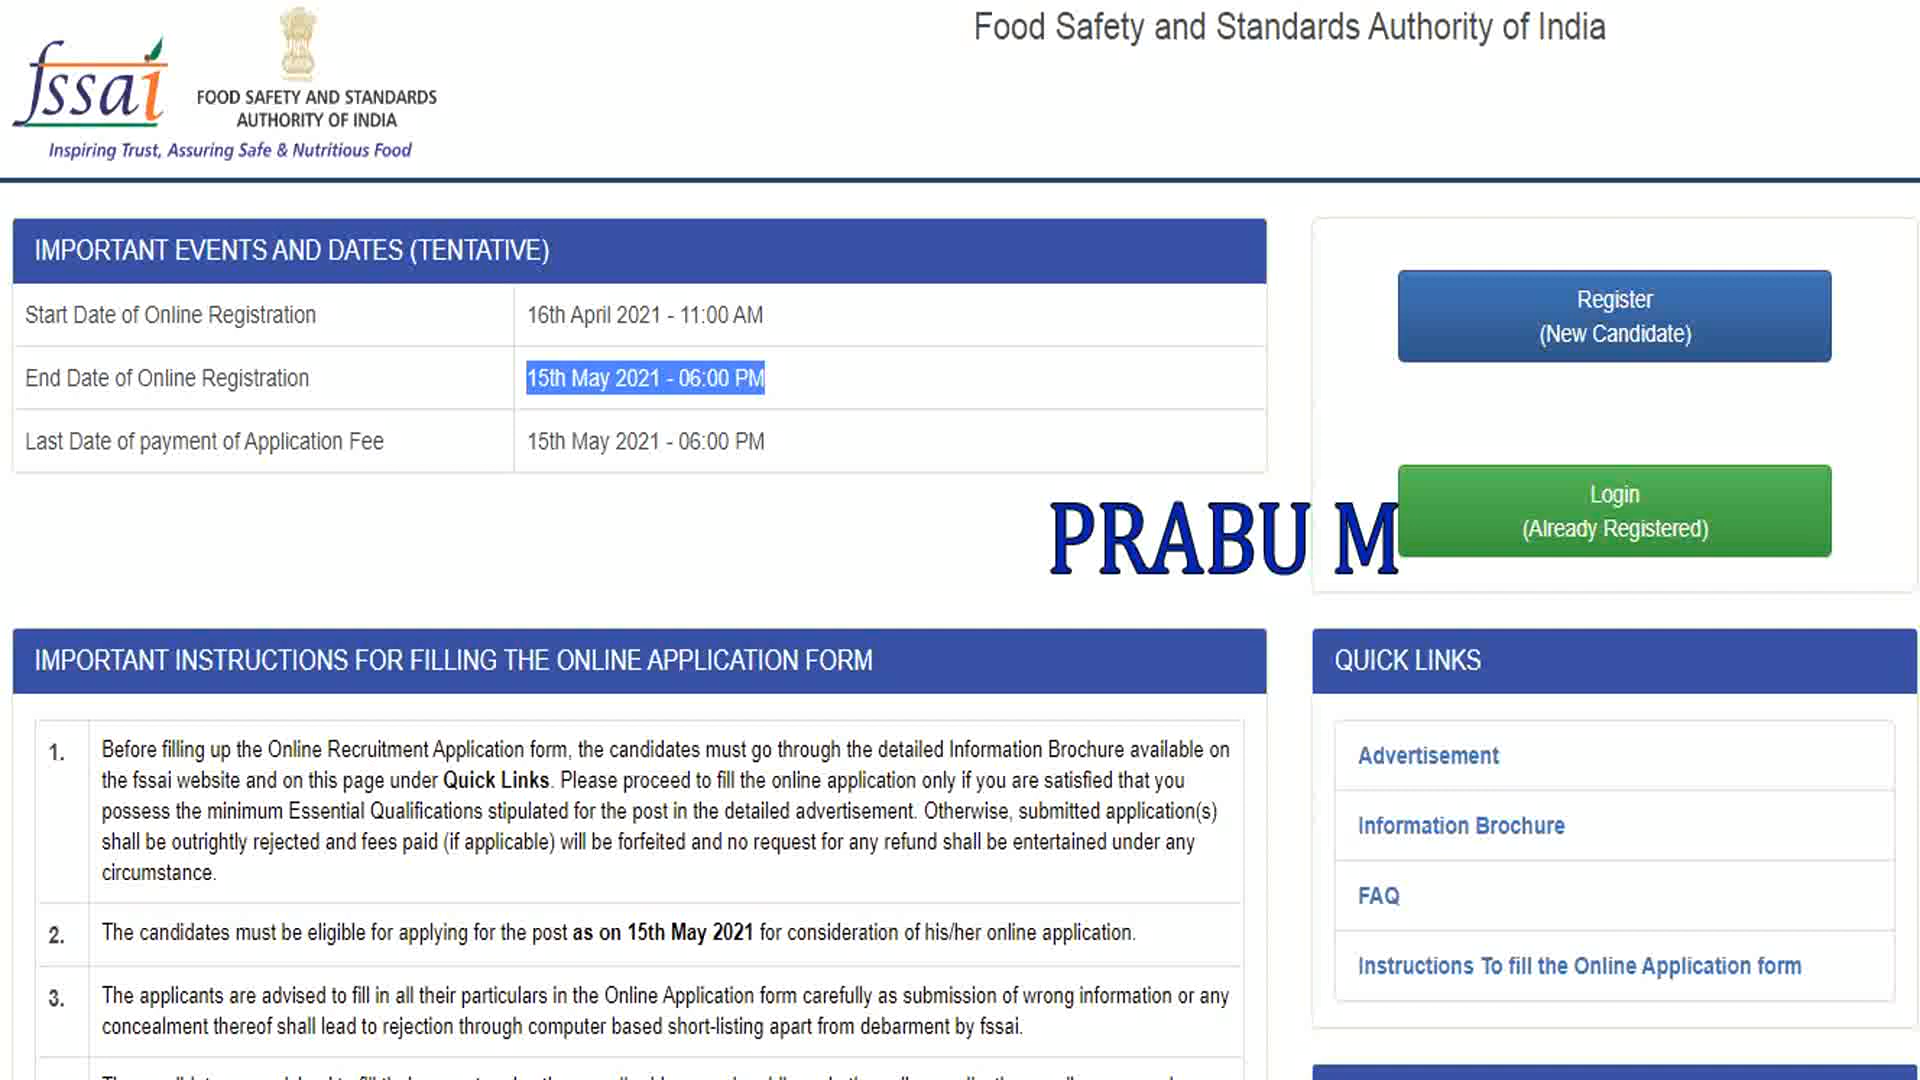 fssai
FOOD SAFETY AND STANDARDS
AUTHORITY OF INDIA
Inspiring Trust, Assuring Safe & Nutritious Food
Food Safety and Standards Authority of India
IMPORTANT EVENTS AND DATES (TENTATIVE)
Start Date of Online Registration 16th April 2021 - 11:00 AM
End Date of Online Registration 15th May 2021 - 06:00 PM
Last Date of payment of Application Fee 15th May 2021 - 06:00 PM
Register
(New Candidate)
Login
(Already Registered)
PRABU M
IMPORTANT INSTRUCTIONS FOR FILLING THE ONLINE APPLICATION FORM
1. Before filling up the Online Recruitment Application form, the candidates must go through the detailed Information Brochure available on
the fssai website and on this page under Quick Links. Please proceed to fill the online application only if you are satisfied that you
possess the minimum Essential Qualifications stipulated for the post in the detailed advertisement. Otherwise, submitted application(s)
shall be outrightly rejected and fees paid (if applicable) will be forfeited and no request for any refund shall be entertained under any
circumstance.
2. The candidates must be eligible for applying for the post as on 15th May 2021 for consideration of his/her online application.
3. The applicants are advised to fill in all their particulars in the Online Application form carefully as submission of wrong information or any
concealment thereof shall lead to rejection through computer based short-listing apart from debarment by fssai.
QUICK LINKS
Advertisement
Information Brochure
FAQ
Instructions To fill the Online Application form